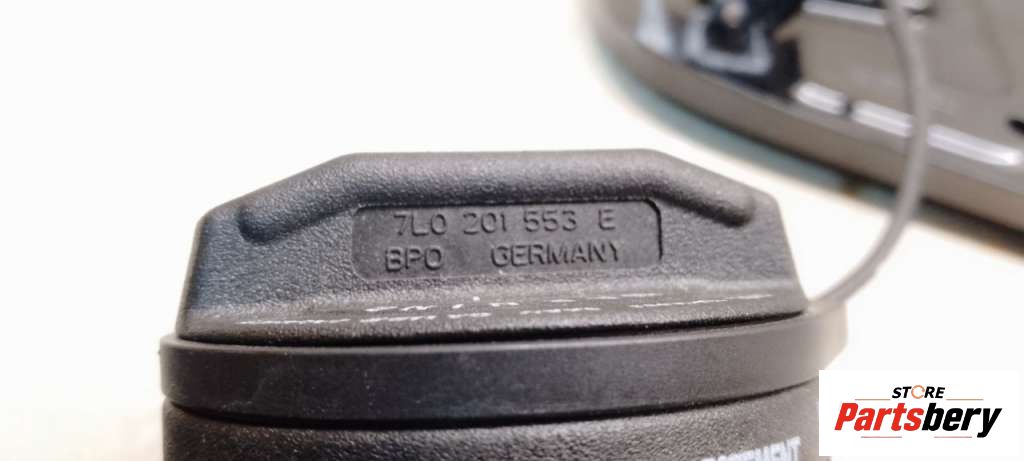 7L0 201 553 E
BPO GERMANY
STORE
Partsbery